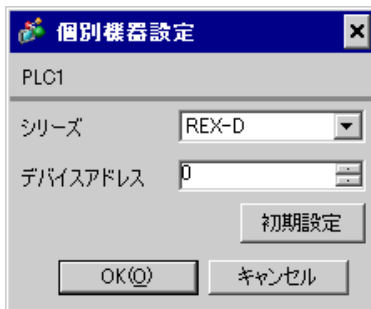 個別機器設定
PLC1
シリーズ REX-D
デバイスアドレス 0
初期設定
OK(O) キャンセル